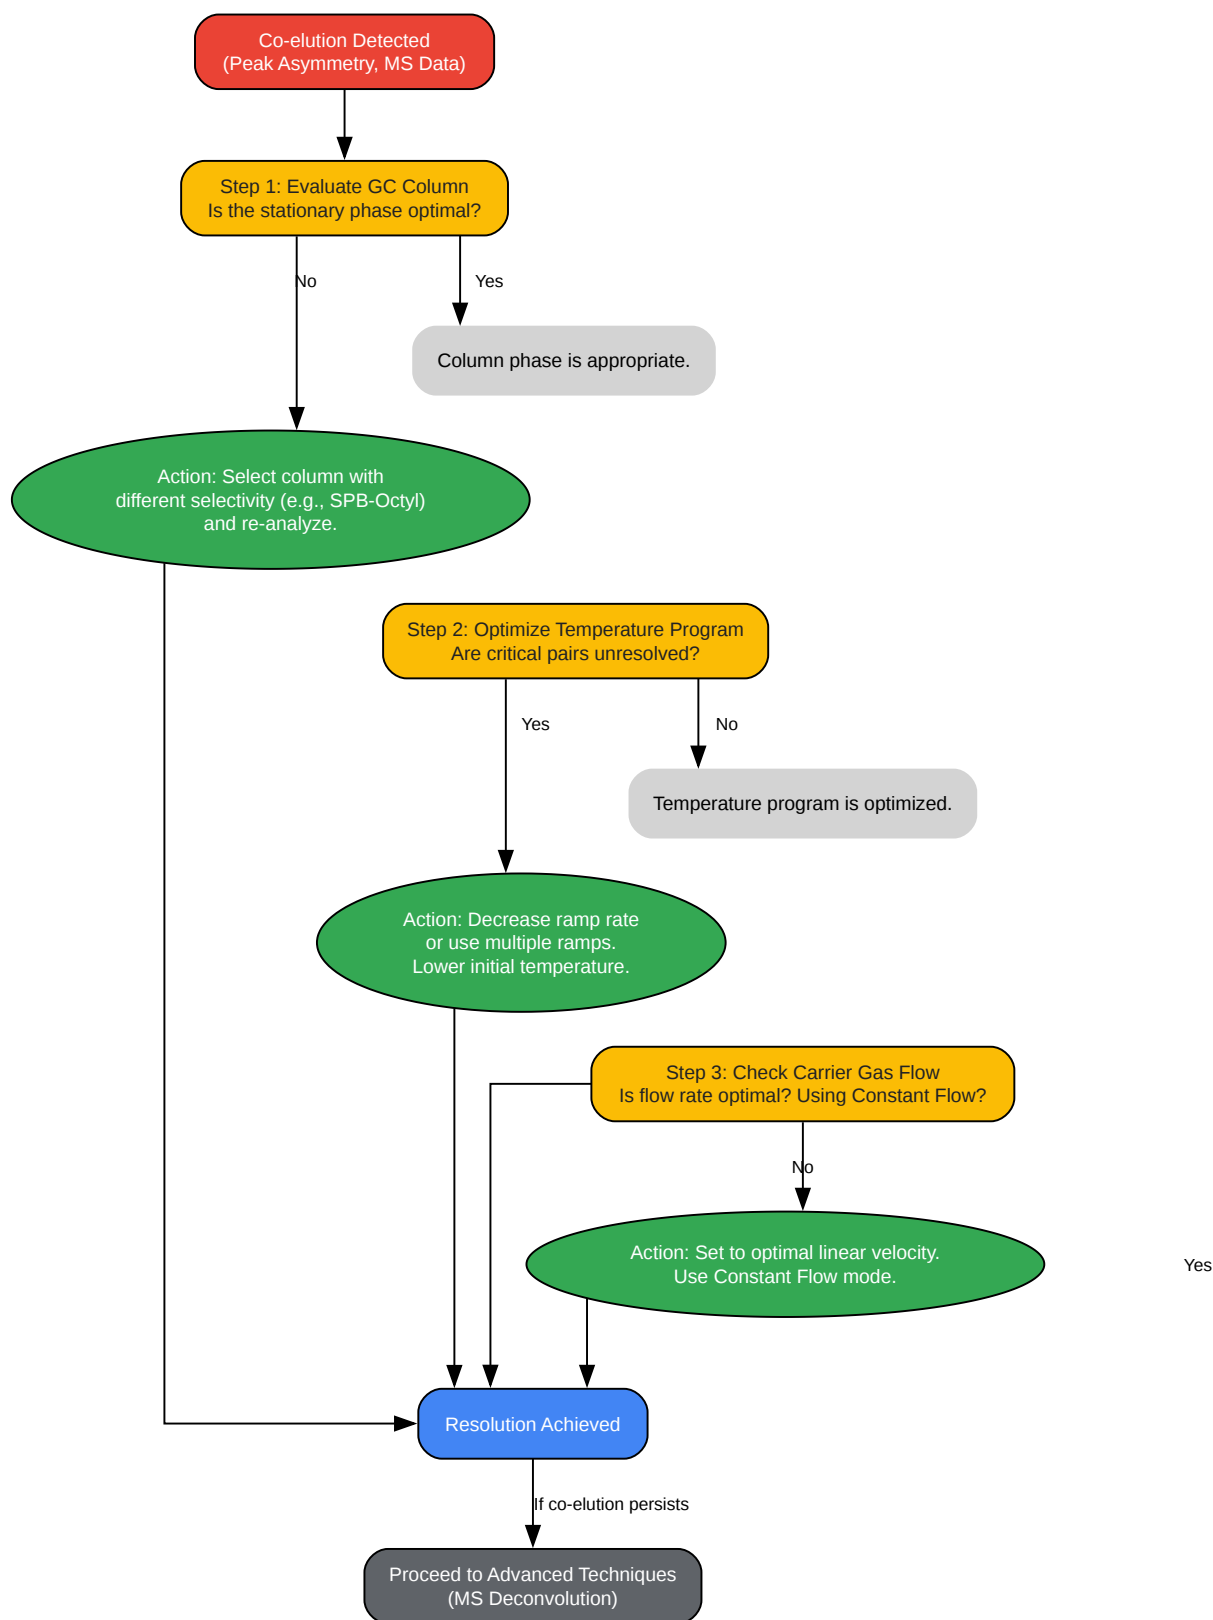 Co-elution Detected
(Peak Asymmetry, MS Data)
Step 1: Evaluate GC Column
Is the stationary phase optimal?
No
Yes
Column phase is appropriate.
Action: Select column with
different selectivity (e.g., SPB-Octyl)
and re-analyze.
Step 2: Optimize Temperature Program
Are critical pairs unresolved?
Yes
No
Temperature program is optimized.
Action: Decrease ramp rate
or use multiple ramps.
Lower initial temperature.
Step 3: Check Carrier Gas Flow
Is flow rate optimal? Using Constant Flow?
No
Action: Set to optimal linear velocity.
Use Constant Flow mode.
Yes
Resolution Achieved
If co-elution persists
Proceed to Advanced Techniques
(MS Deconvolution)